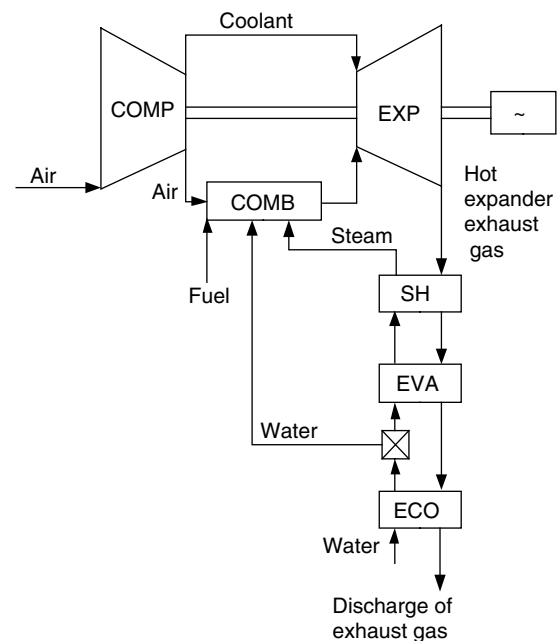 Coolant
COMP
EXP
~
Air
Air
COMB
Hot
expander
exhaust
gas
Steam
Fuel
SH
EVA
Water
ECO
Water
Discharge of
exhaust gas